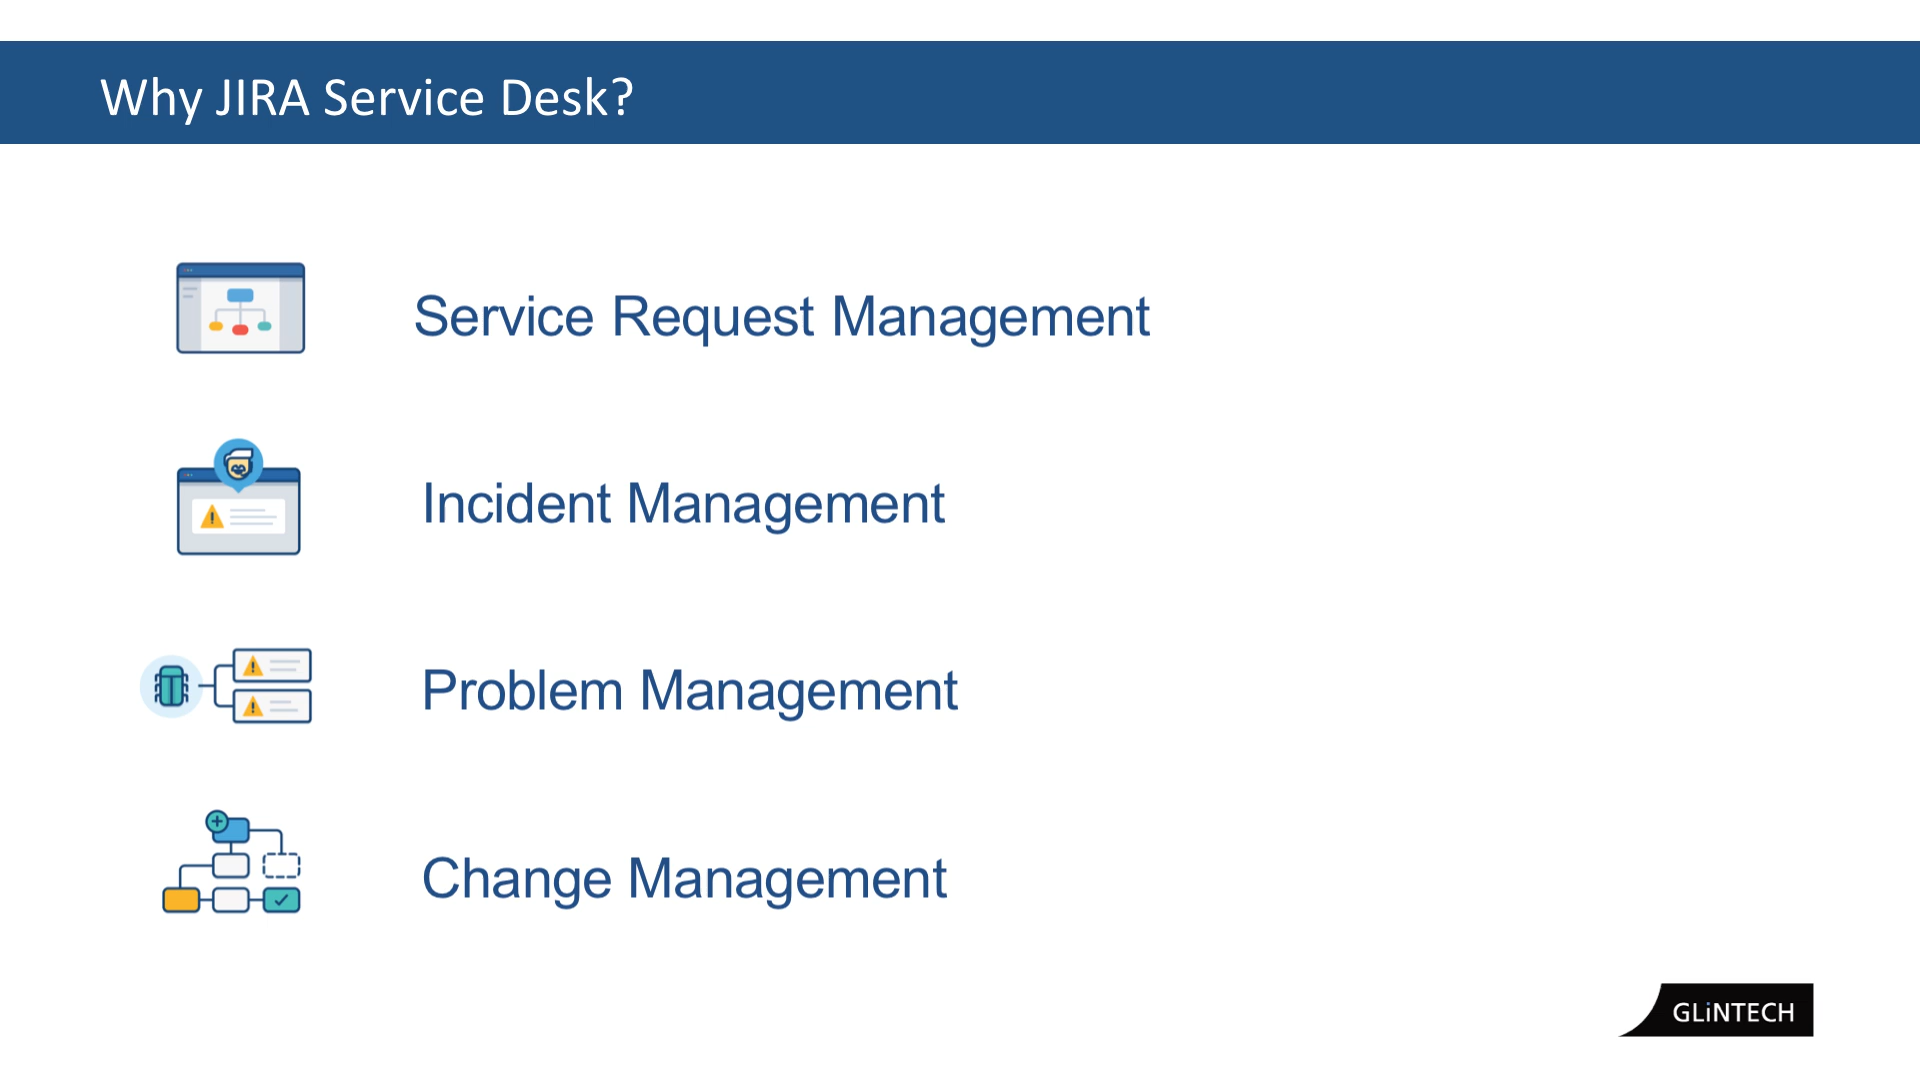 Why JIRA Service Desk?
Service Request Management
Incident Management
Problem Management
Change Management
GLiNTECH